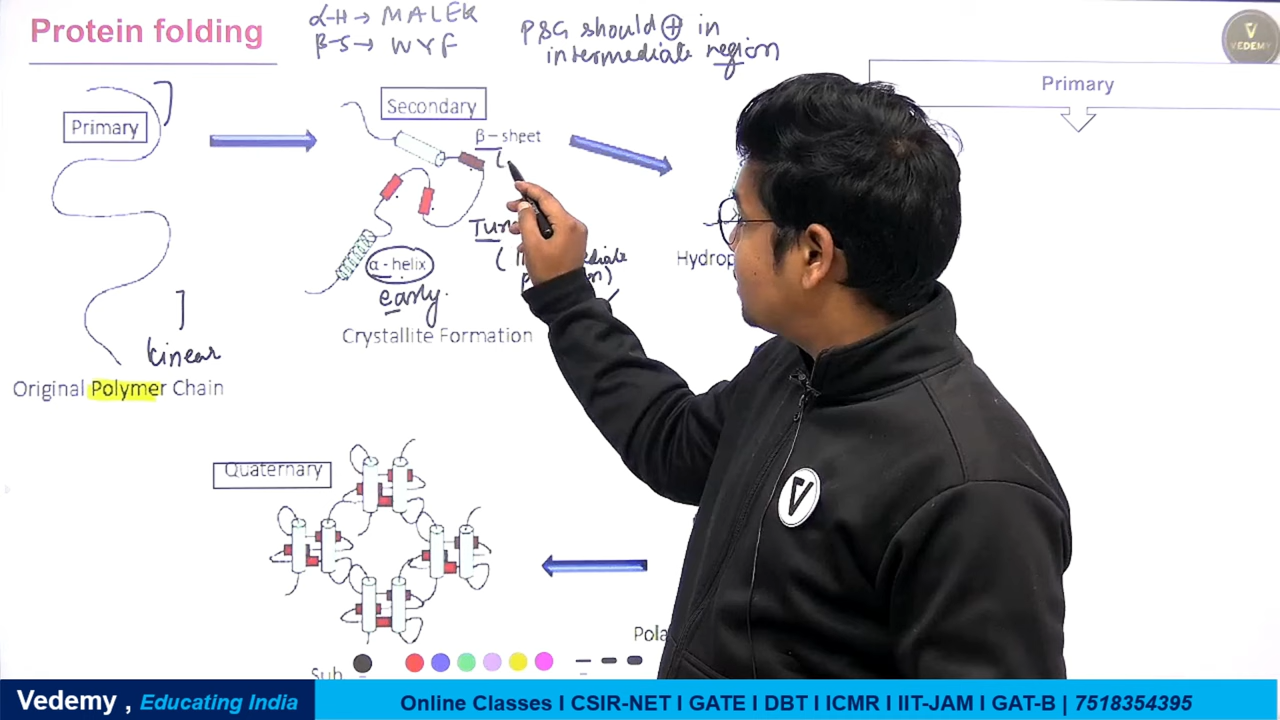 Protein folding
α-H → MALEK
β-S → WYF
P&G should ⊕ in
intermediate region
VEDEMY
Primary
Primary
Secondary
β – sheet
(
Tur
(
α - helix
early.
Crystallite Formation
Hydrop
linear
Original Polymer Chain
Quaternary
Pola
Sub
Vedemy , Educating India
Online Classes I CSIR-NET I GATE I DBT I ICMR I IIT-JAM I GAT-B | 7518354395